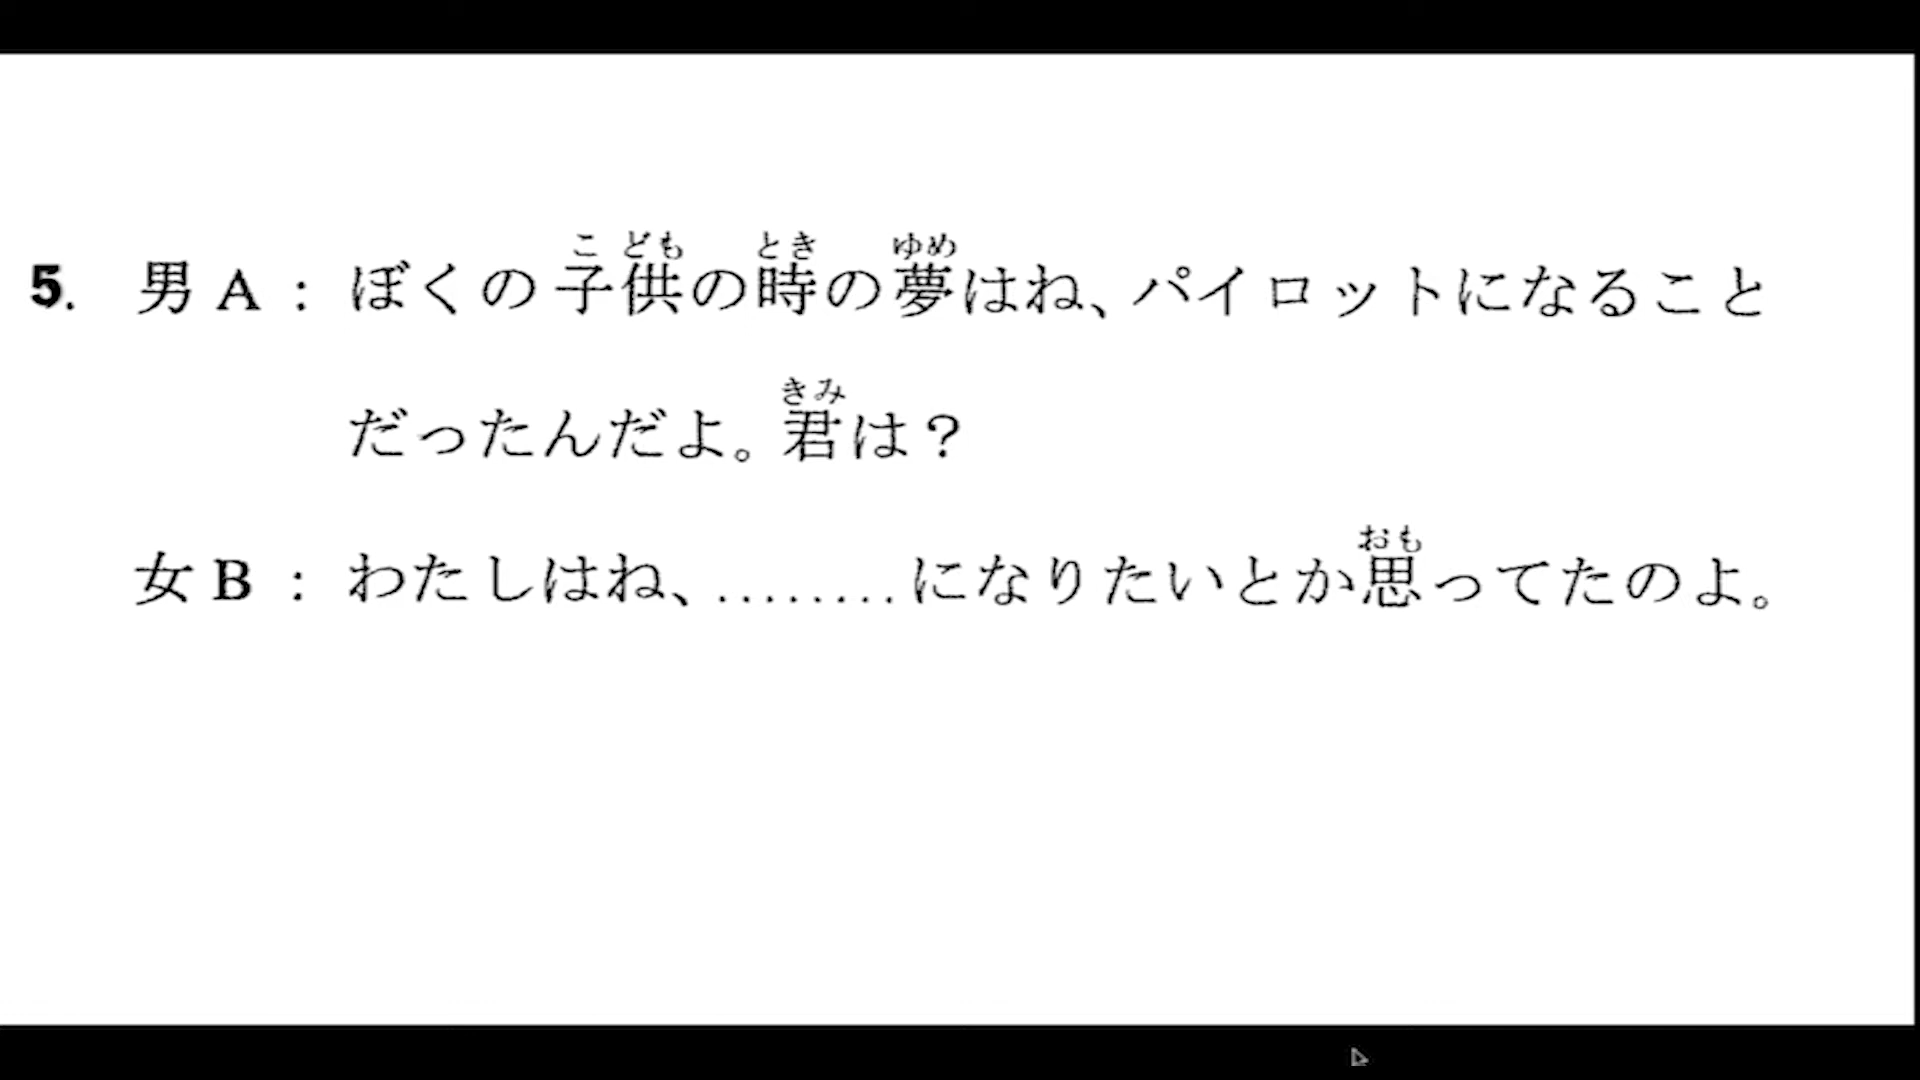 5. 男A : ぼくの子供の時の夢はね、パイロットになること
だったんだよ。君は?
女B : わたしはね、.........になりたいとか思ってたのよ。